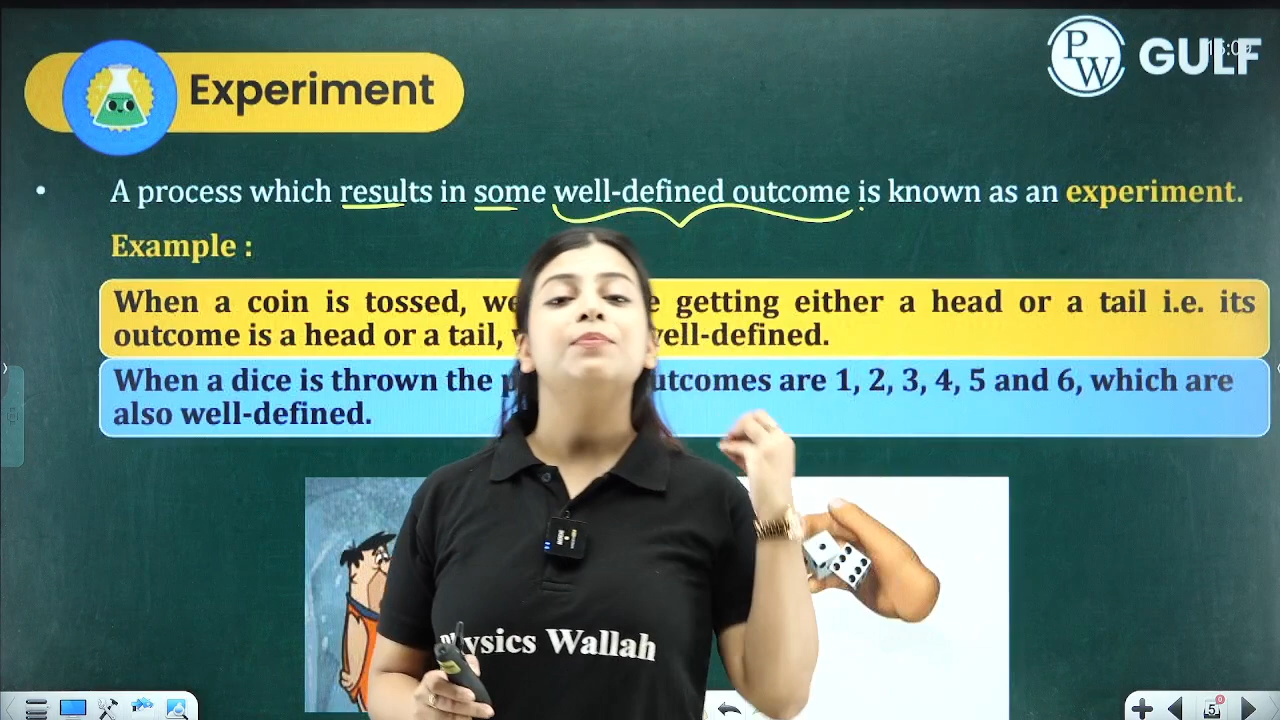 Experiment
PW GULF
• A process which results in some well-defined outcome is known as an experiment.
Example :
When a coin is tossed, we getting either a head or a tail i.e. its
outcome is a head or a tail, well-defined.
When a dice is thrown the outcomes are 1, 2, 3, 4, 5 and 6, which are
also well-defined.
Physics Wallah
5